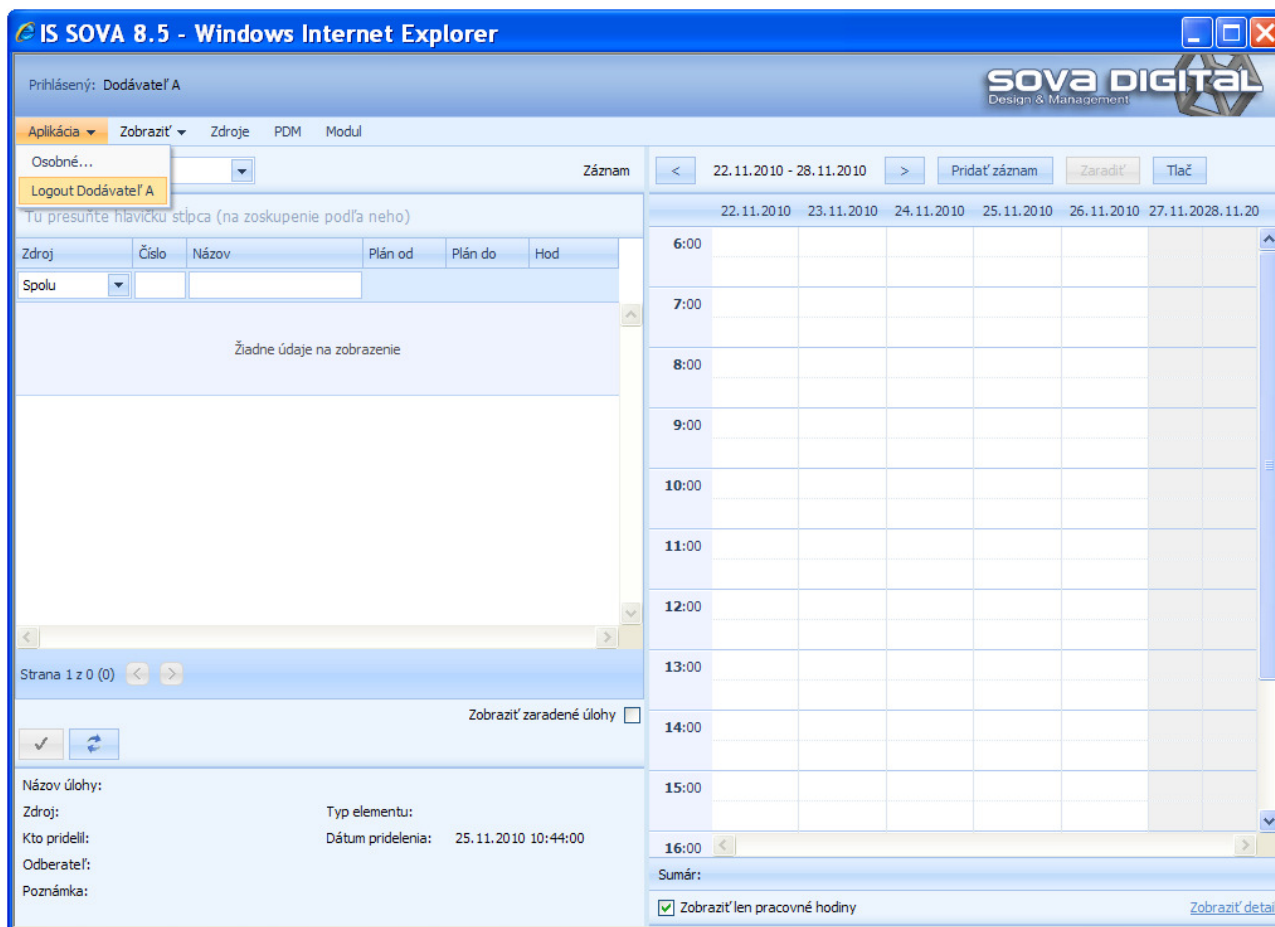 IS SOVA 8.5 - Windows Internet Explorer
Prihlásený: Dodávateľ A
SOVA DIGITAL
Design & Management
Aplikácia Zobraziť Zdroje PDM Modul
Osobné...
Logout Dodávateľ A
Záznam
Tu presuňte hlavičku stĺpca (na zoskupenie podľa neho)
Zdroj Číslo Názov Plán od Plán do Hod
Spolu
Žiadne údaje na zobrazenie
Strana 1 z 0 (0) < >
Zobraziť zaradené úlohy
Názov úlohy:
Zdroj: Typ elementu:
Kto pridelil: Dátum pridelenia: 25.11.2010 10:44:00
Odberateľ:
Poznámka:
< 22.11.2010 - 28.11.2010 > Pridať záznam Zaradiť Tlač
22.11.2010 23.11.2010 24.11.2010 25.11.2010 26.11.2010 27.11.2028.11.20
6:00
7:00
8:00
9:00
10:00
11:00
12:00
13:00
14:00
15:00
16:00
Sumár:
Zobraziť len pracovné hodiny Zobraziť detai